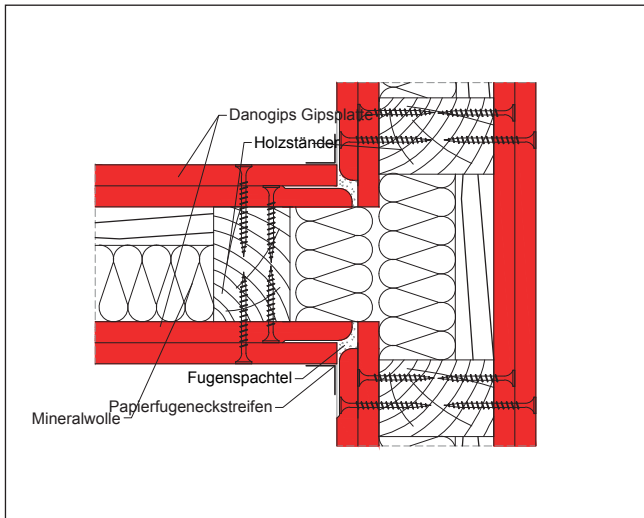 Danogips Gipsplatte
Holzständer
Fugenspachtel
Papierfugeneckstreifen
Mineralwolle